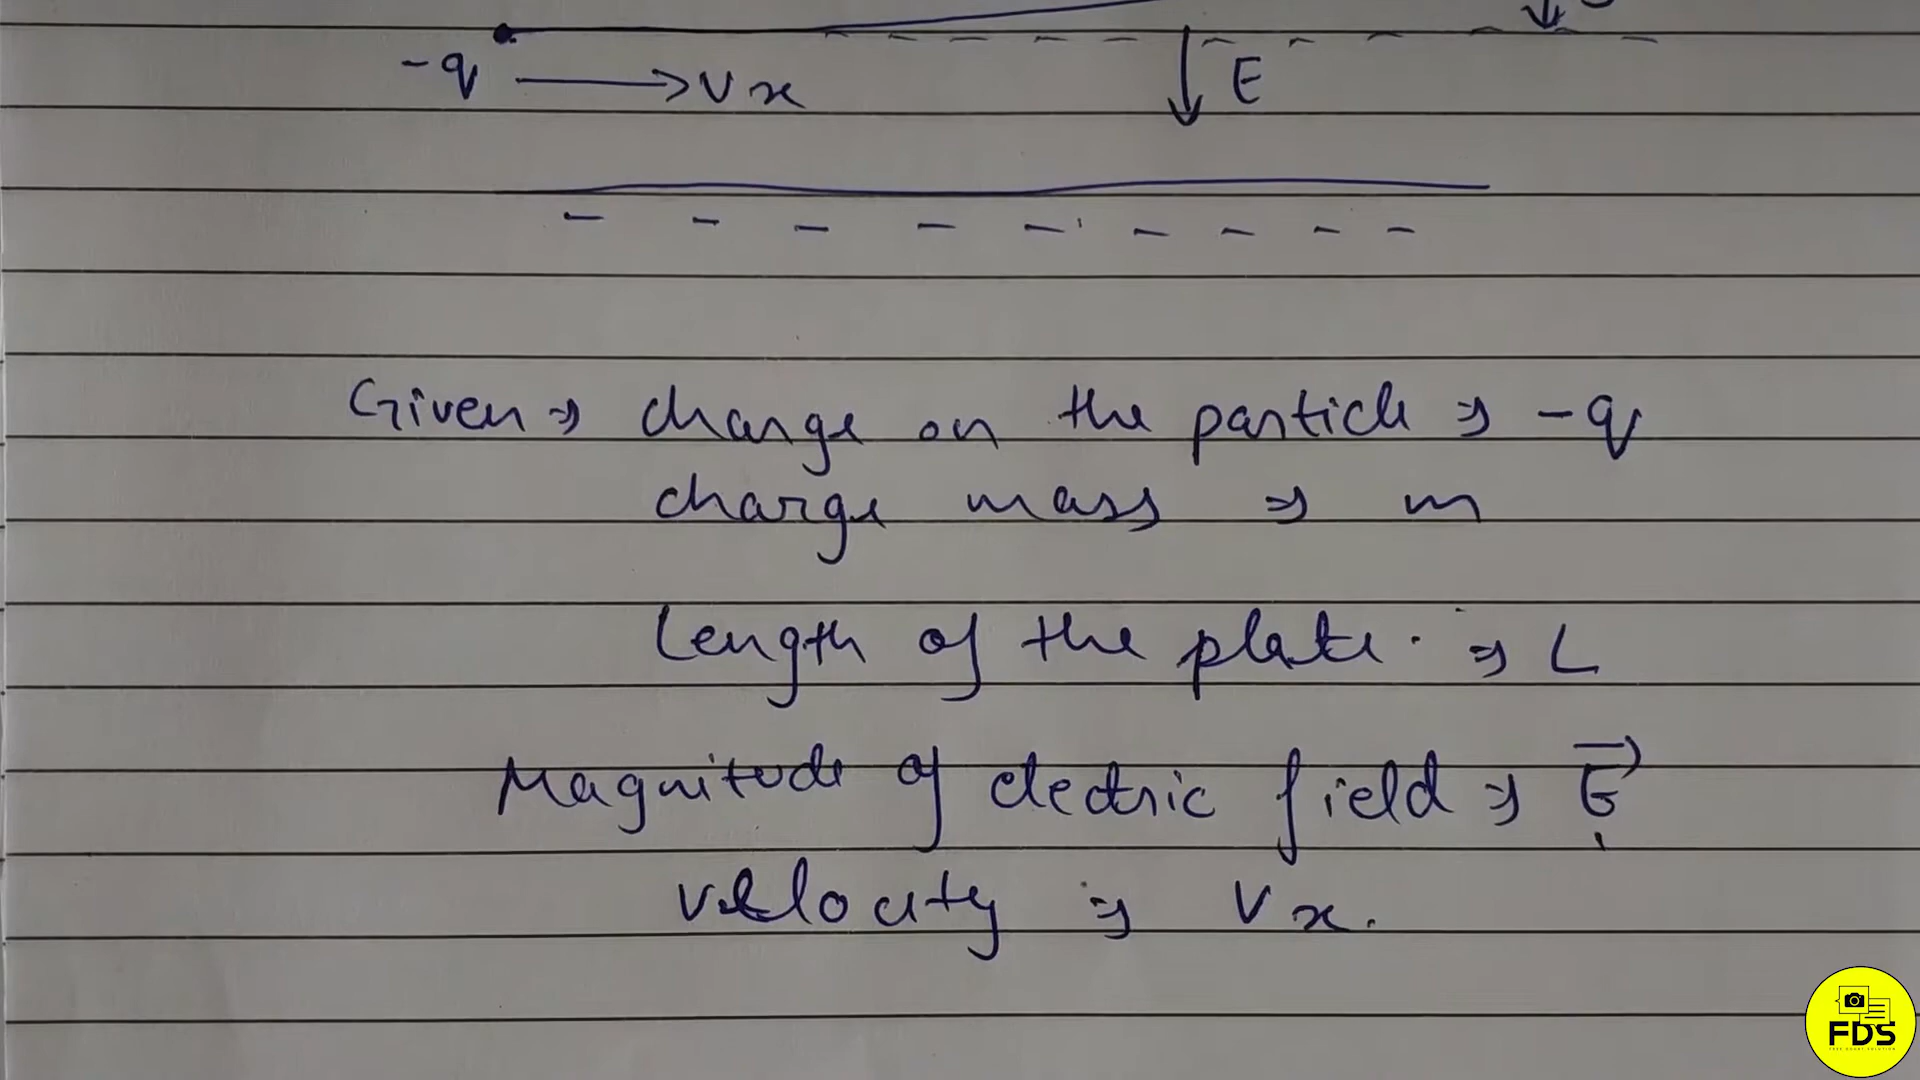 -q → Vx
E
Given ⇒ charge on the particle ⇒ -q
charge mass ⇒ m
Length of the plate. ⇒ L
Magnitude of electric field ⇒ E⃗
velocity ⇒ Vx.
FDS